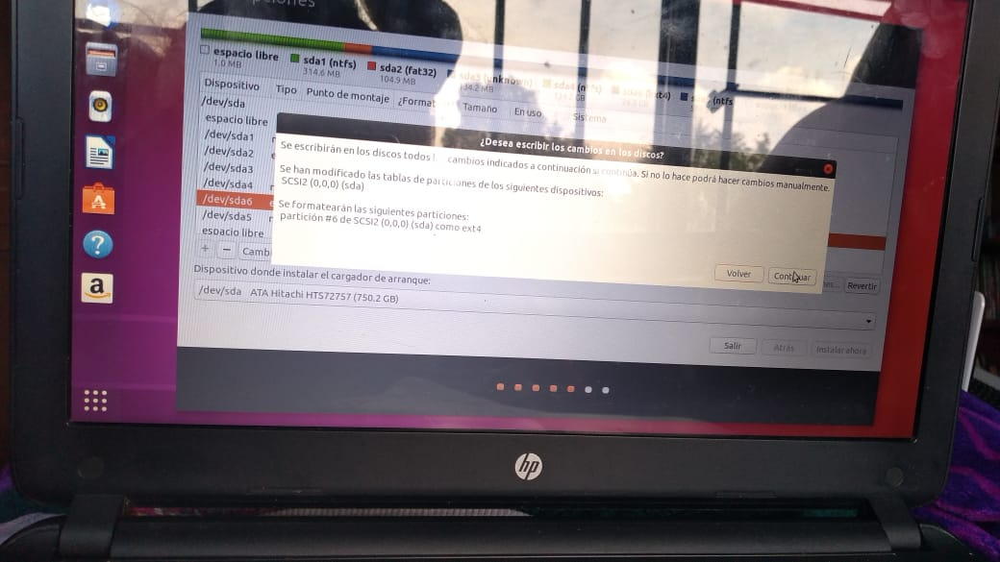 espacio libre
1.0 MB
sda1 (ntfs)
314.6 MB
sda2 (fat32)
104.9 MB
sda3 (unknown)
134.2 MB
sda4
(ntfs
Dispositivo Tipo Punto de montaje ¿Format Tamaño En uso Sistema
/dev/sda
espacio libre
/dev/sda1
/dev/sda2
/dev/sda3
/dev/sda4
/dev/sda6
/dev/sda5
espacio libre
+ − Camb
¿Desea escribir los cambios en los discos?
Se escribirán en los discos todos l cambios indicados a continuación si continúa. Si no lo hace podrá hacer cambios manualmente.
Se han modificado las tablas de particiones de los siguientes dispositivos:
SCSI2 (0,0,0) (sda)
Se formatearán las siguientes particiones:
partición #6 de SCSI2 (0,0,0) (sda) como ext4
Volver Continuar
Revertir
Dispositivo donde instalar el cargador de arranque:
/dev/sda ATA Hitachi HTS72757 (750.2 GB)
Salir Atrás Instalar ahora
hp